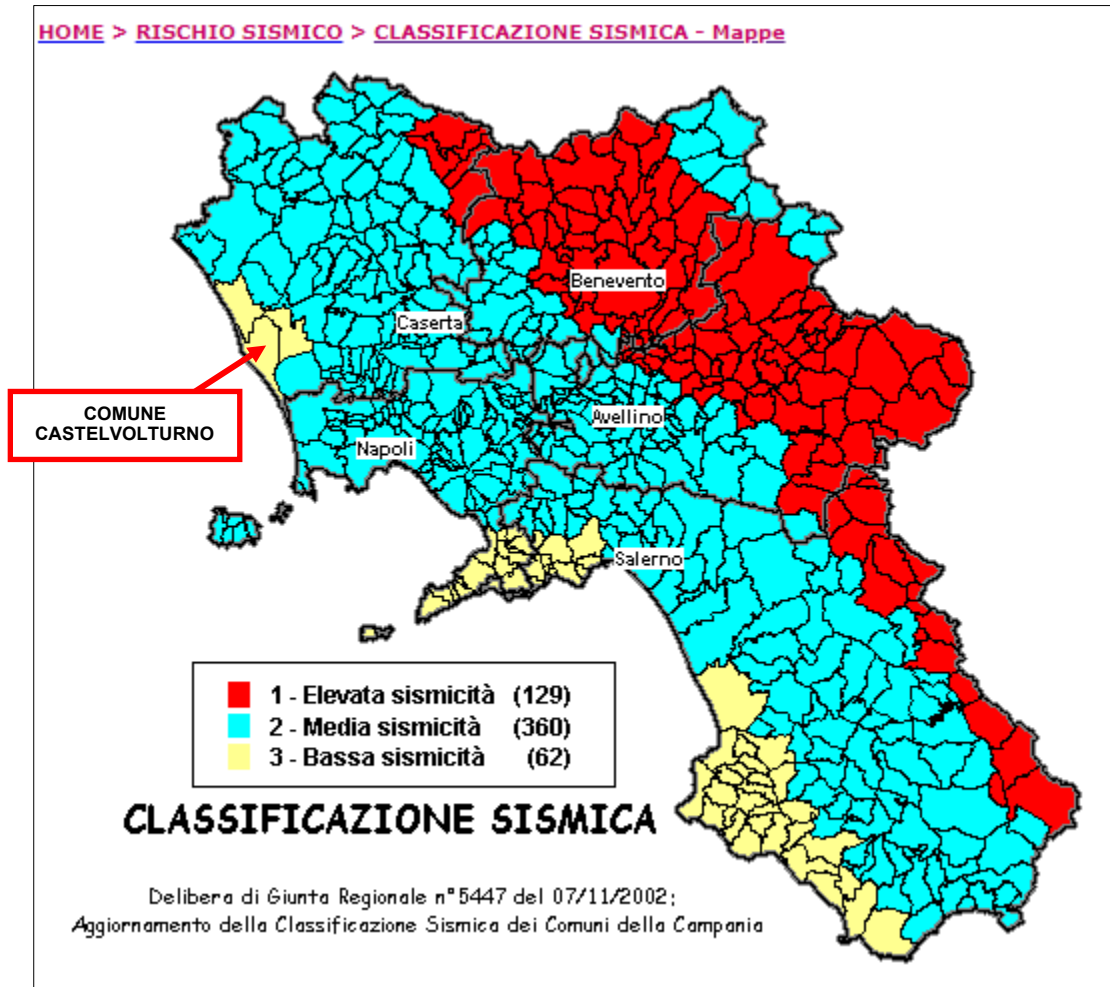 HOME > RISCHIO SISMICO > CLASSIFICAZIONE SISMICA - Mappe
Benevento
Caserta
COMUNE
CASTELVOLTURNO
Avellino
Napoli
Salerno
1 - Elevata sismicità (129)
2 - Media sismicità (360)
3 - Bassa sismicità (62)
CLASSIFICAZIONE SISMICA
Delibera di Giunta Regionale n°5447 del 07/11/2002;
Aggiornamento della Classificazione Sismica dei Comuni della Campania